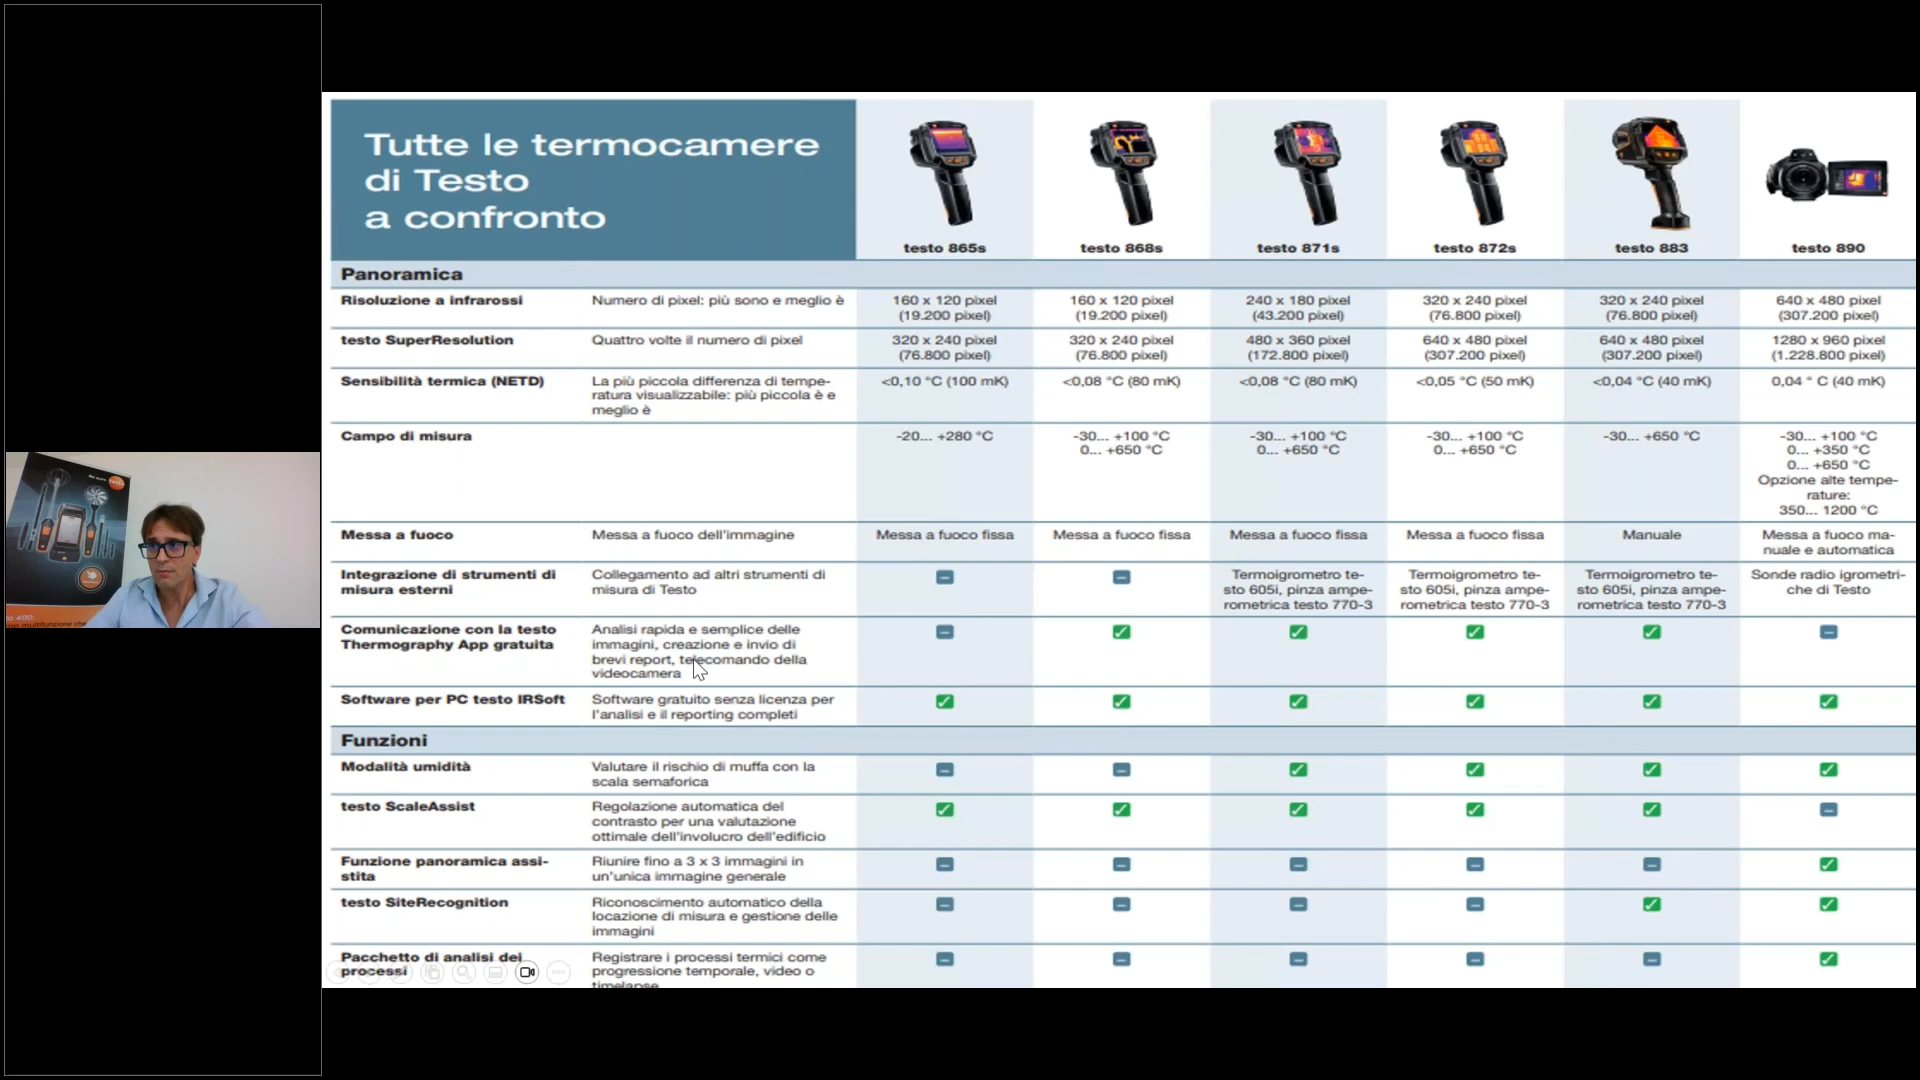 Tutte le termocamere
di Testo
a confronto
testo 865s
testo 868s
testo 871s
testo 872s
testo 883
testo 890
Panoramica
Risoluzione a infrarossi
Numero di pixel: più sono e meglio è
160 x 120 pixel
(19.200 pixel)
160 x 120 pixel
(19.200 pixel)
240 x 180 pixel
(43.200 pixel)
320 x 240 pixel
(76.800 pixel)
320 x 240 pixel
(76.800 pixel)
640 x 480 pixel
(307.200 pixel)
testo SuperResolution
Quattro volte il numero di pixel
320 x 240 pixel
(76.800 pixel)
320 x 240 pixel
(76.800 pixel)
480 x 360 pixel
(172.800 pixel)
640 x 480 pixel
(307.200 pixel)
640 x 480 pixel
(307.200 pixel)
1280 x 960 pixel
(1.228.800 pixel)
Sensibilità termica (NETD)
La più piccola differenza di tempe-
ratura visualizzabile: più piccola è e
meglio è
<0,10 °C (100 mK)
<0,08 °C (80 mK)
<0,08 °C (80 mK)
<0,05 °C (50 mK)
<0,04 °C (40 mK)
0,04 ° C (40 mK)
Campo di misura
-20... +280 °C
-30... +100 °C
0... +650 °C
-30... +100 °C
0... +650 °C
-30... +100 °C
0... +650 °C
-30... +650 °C
-30... +100 °C
0... +350 °C
0... +650 °C
Opzione alte tempe-
rature:
350... 1200 °C
Messa a fuoco
Messa a fuoco dell'immagine
Messa a fuoco fissa
Messa a fuoco fissa
Messa a fuoco fissa
Messa a fuoco fissa
Manuale
Messa a fuoco ma-
nuale e automatica
Integrazione di strumenti di
misura esterni
Collegamento ad altri strumenti di
misura di Testo
Termoigrometro te-
sto 605i, pinza ampe-
rometrica testo 770-3
Termoigrometro te-
sto 605i, pinza ampe-
rometrica testo 770-3
Termoigrometro te-
sto 605i, pinza ampe-
rometrica testo 770-3
Sonde radio igrometri-
che di Testo
Comunicazione con la testo
Thermography App gratuita
Analisi rapida e semplice delle
immagini, creazione e invio di
brevi report, telecomando della
videocamera
Software per PC testo IRSoft
Software gratuito senza licenza per
l'analisi e il reporting completi
Funzioni
Modalità umidità
Valutare il rischio di muffa con la
scala semaforica
testo ScaleAssist
Regolazione automatica del
contrasto per una valutazione
ottimale dell'involucro dell'edificio
Funzione panoramica assi-
stita
Riunire fino a 3 x 3 immagini in
un'unica immagine generale
testo SiteRecognition
Riconoscimento automatico della
locazione di misura e gestione delle
immagini
Pacchetto di analisi dei
processi
Registrare i processi termici come
progressione temporale, video o
timelapse